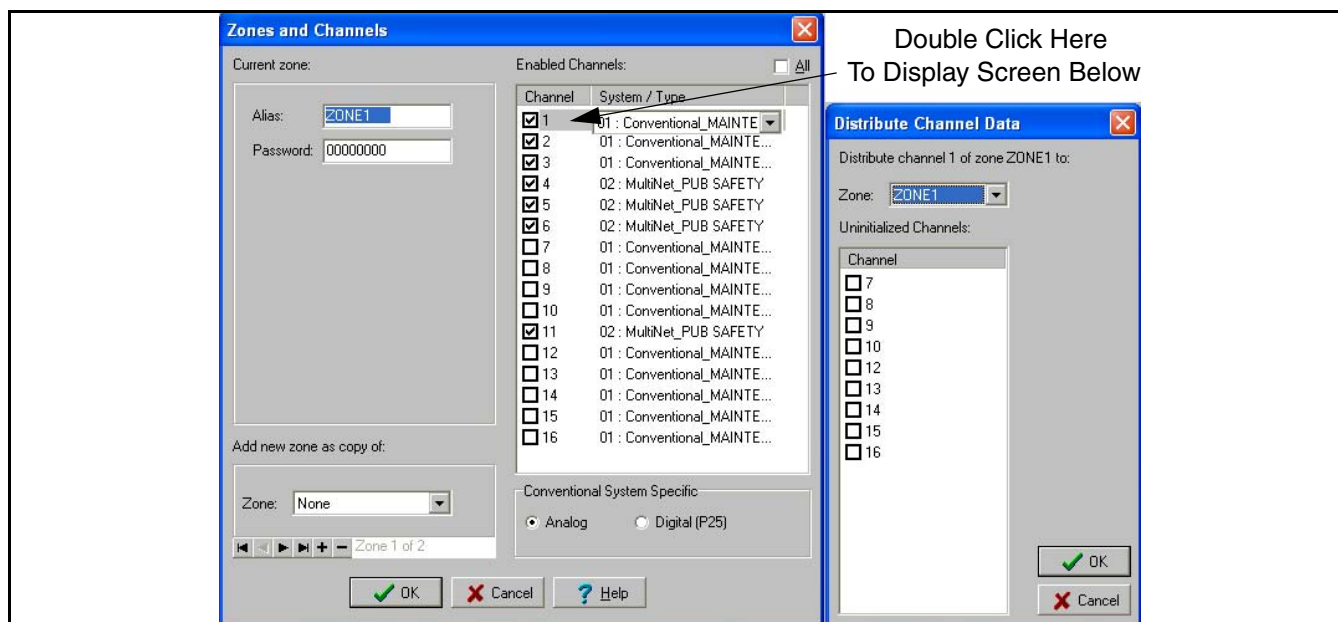 Zones and Channels
Current zone:
Alias: ZONE1
Password: 00000000
Add new zone as copy of:
Zone: None
Zone 1 of 2
Enabled Channels:
All
Channel System / Type
1 01 : Conventional_MAINTE
2 01 : Conventional_MAINTE...
3 01 : Conventional_MAINTE...
4 02 : MultiNet_PUB SAFETY
5 02 : MultiNet_PUB SAFETY
6 02 : MultiNet_PUB SAFETY
7 01 : Conventional_MAINTE...
8 01 : Conventional_MAINTE...
9 01 : Conventional_MAINTE...
10 01 : Conventional_MAINTE...
11 02 : MultiNet_PUB SAFETY
12 01 : Conventional_MAINTE...
13 01 : Conventional_MAINTE...
14 01 : Conventional_MAINTE...
15 01 : Conventional_MAINTE...
16 01 : Conventional_MAINTE...
Conventional System Specific
Analog Digital (P25)
OK Cancel Help
Double Click Here
To Display Screen Below
Distribute Channel Data
Distribute channel 1 of zone ZONE1 to:
Zone: ZONE1
Uninitialized Channels:
Channel
7
8
9
10
12
13
14
15
16
OK
Cancel